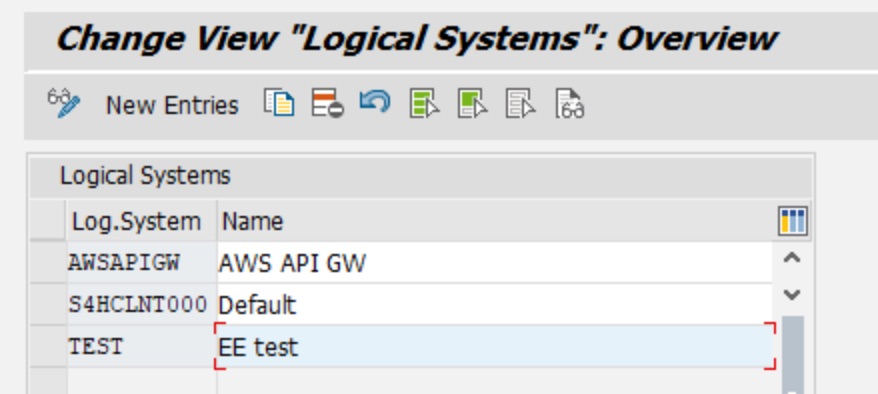 Change View "Logical Systems": Overview
New Entries
Logical Systems
Log.System Name
AWSAPIGW AWS API GW
S4HCLNT000 Default
TEST EE test